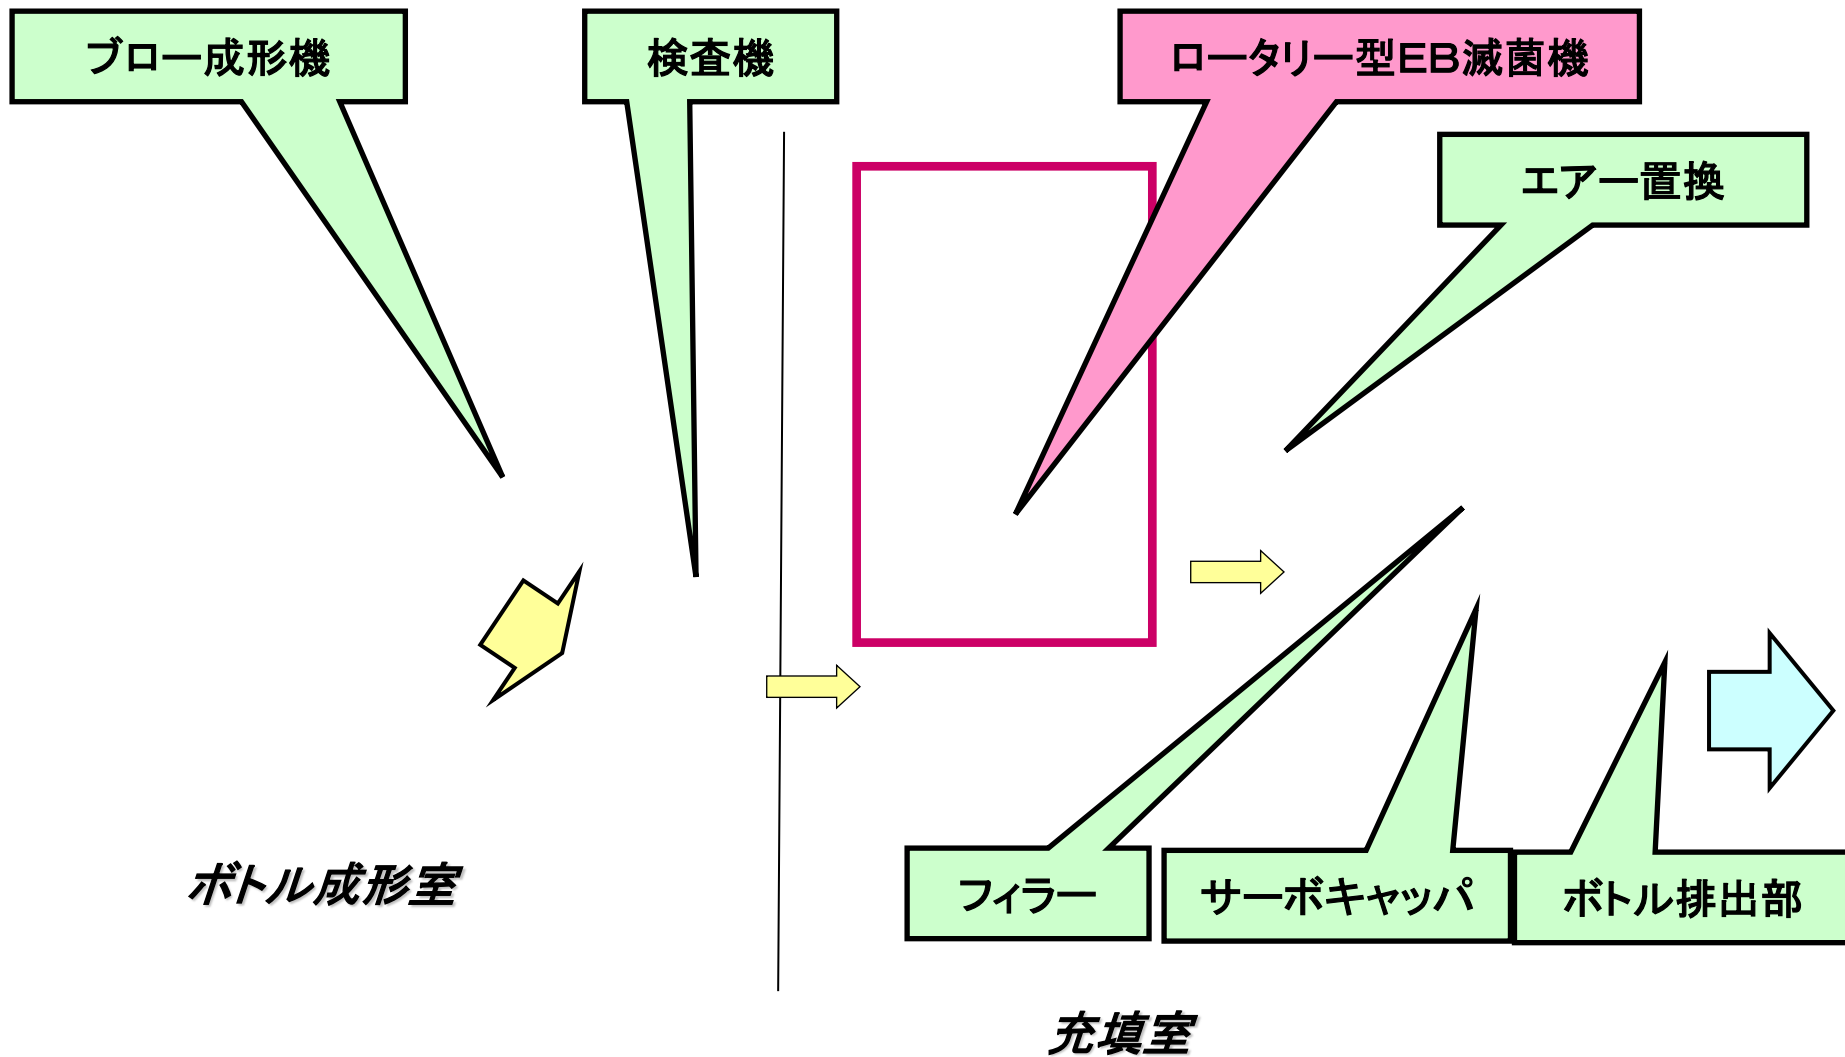 ブロー成形機
検査機
ロータリー型EB滅菌機
エアー置換
フィラー
サーボキャッパ
ボトル排出部
ボトル成形室
充填室